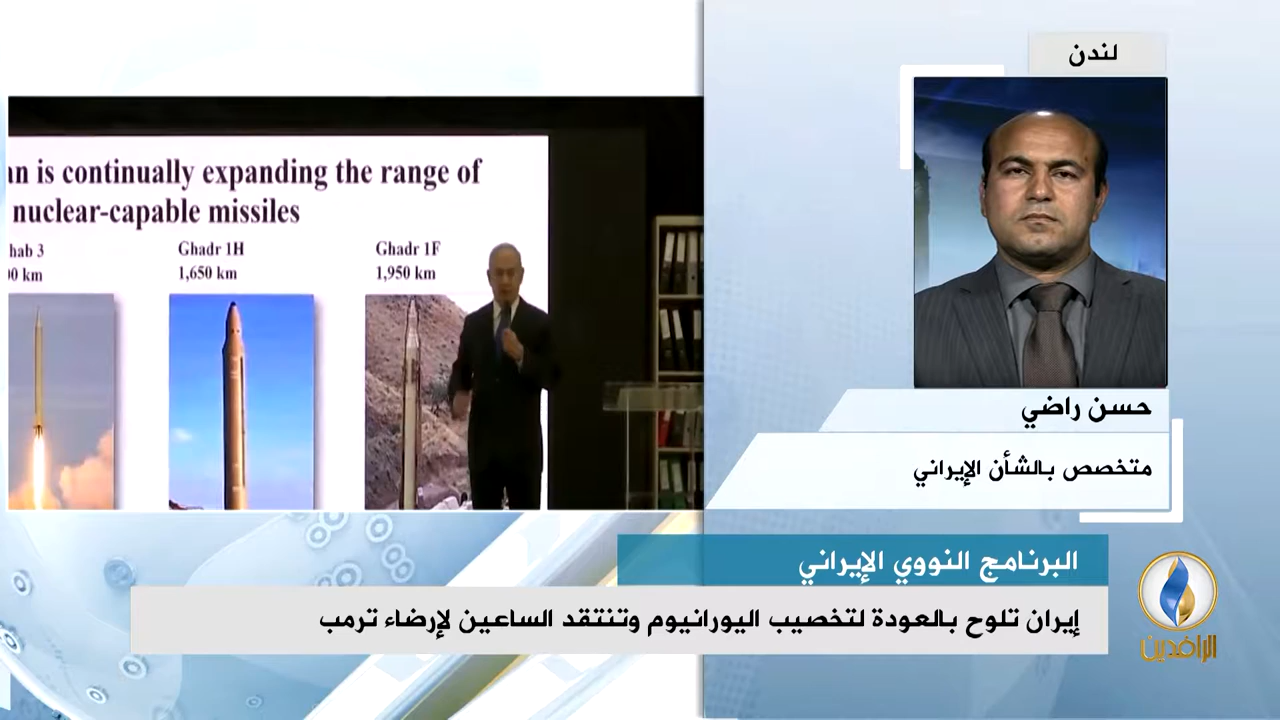 لندن
an is continually expanding the range of
nuclear-capable missiles
hab 3
Ghadr 1H
Ghadr 1F
00 km
1,650 km
1,950 km
حسن راضي
متخصص بالشأن الإيراني
البرنامج النووي الإيراني
إيران تلوح بالعودة لتخصيب اليورانيوم وتنتقد الساعين لإرضاء ترمب
الرافدين